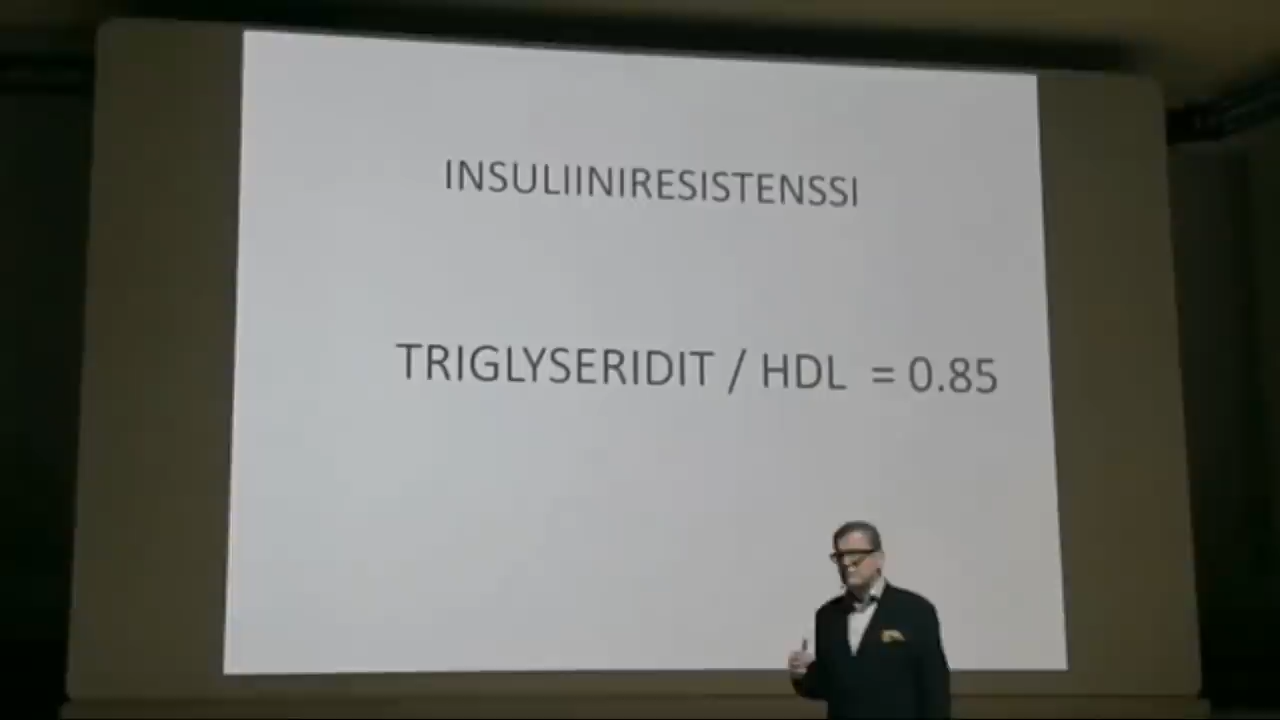 INSULIINIRESISTENSSI
TRIGLYSERIDIT / HDL = 0.85